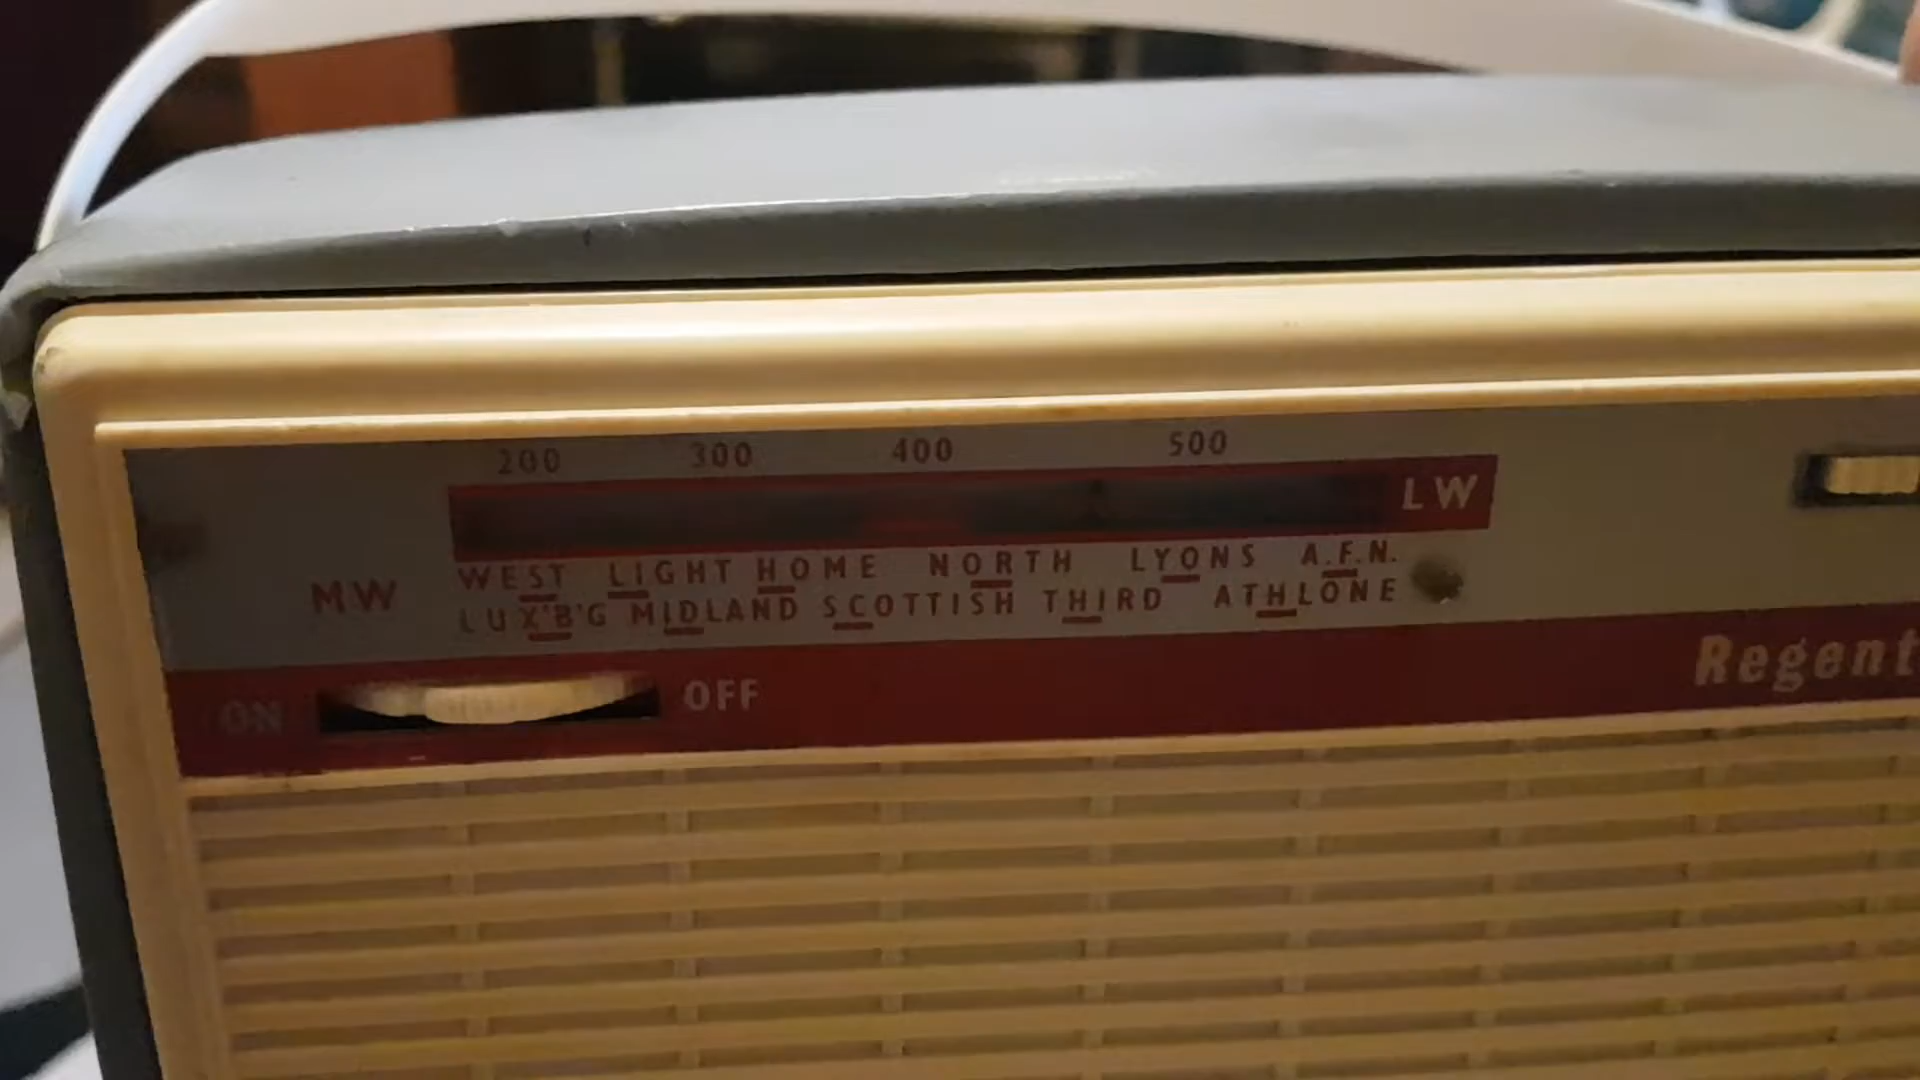 200 300 400 500
LW
MW
WEST LIGHT HOME NORTH LYONS A.F.N.
LUX'B'G MIDLAND SCOTTISH THIRD ATHLONE
Regent
ON OFF